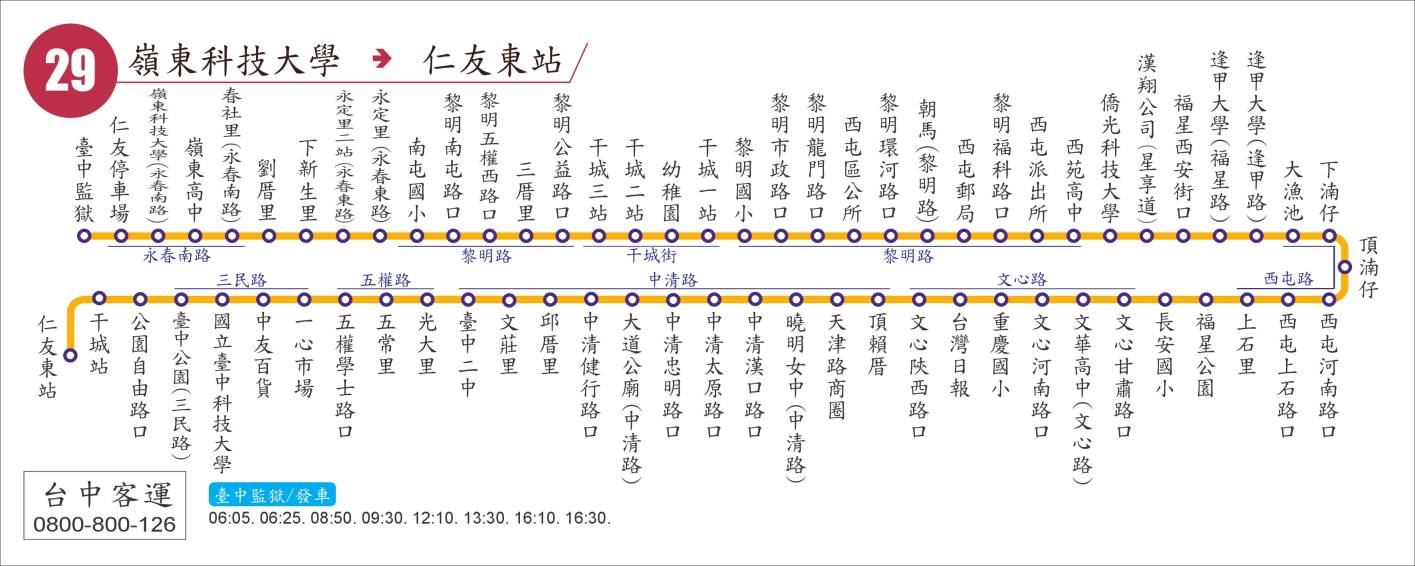 29
嶺東科技大學 ➔ 仁友東站
臺中監獄
仁友停車場
嶺東科技大學(永春南路)
嶺東高中
春社里(永春南路)
劉厝里
下新生里
永定里二站(永春東路)
永定里(永春東路)
南屯國小
黎明南屯路口
黎明五權西路口
三厝里
黎明公益路口
干城三站
干城二站
幼稚園
干城一站
黎明國小
黎明市政路口
黎明龍門路口
西屯區公所
黎明環河路口
朝馬(黎明路)
西屯郵局
黎明福科路口
西屯派出所
西苑高中
僑光科技大學
漢翔公司(星享道)
福星西安街口
逢甲大學(福星路)
逢甲大學(逢甲路)
大漁池
下湳仔
頂湳仔
永春南路
黎明路
干城街
黎明路
三民路
五權路
中清路
文心路
西屯路
仁友東站
干城站
公園自由路口
臺中公園(三民路)
國立臺中科技大學
中友百貨
一心市場
五權學士路口
五常里
光大里
臺中二中
文莊里
邱厝里
中清健行路口
大道公廟(中清路)
中清忠明路口
中清太原路口
中清漢口路口
曉明女中(中清路)
天津路商圈
頂賴厝
文心陝西路口
台灣日報
重慶國小
文心河南路口
文華高中(文心路)
文心甘肅路口
長安國小
福星公園
上石里
西屯上石路口
西屯河南路口
台中客運
0800-800-126
臺中監獄/發車
06:05. 06:25. 08:50. 09:30. 12:10. 13:30. 16:10. 16:30.